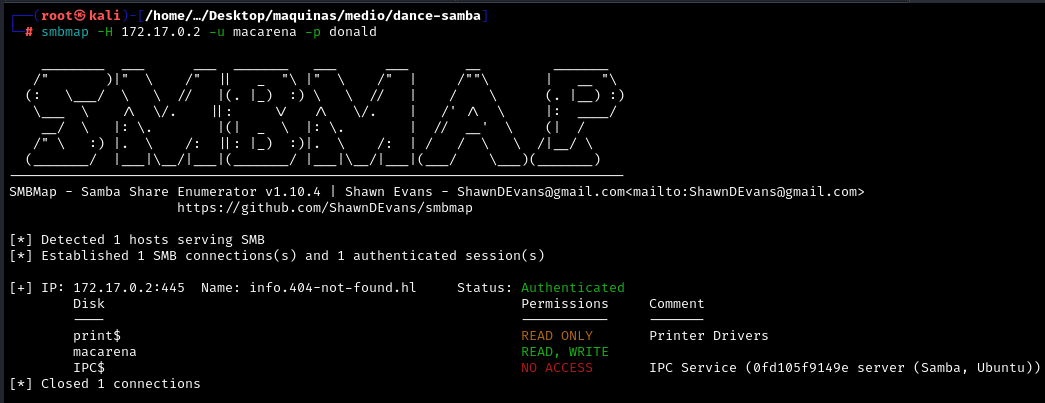 (root㉿kali)-[/home/…/Desktop/maquinas/medio/dance-samba]
# smbmap -H 172.17.0.2 -u macarena -p donald
SMBMAP
SMBMap - Samba Share Enumerator v1.10.4 | Shawn Evans - ShawnDEvans@gmail.com<mailto:ShawnDEvans@gmail.com>
https://github.com/ShawnDEvans/smbmap
[*] Detected 1 hosts serving SMB
[*] Established 1 SMB connections(s) and 1 authenticated session(s)
[+] IP: 172.17.0.2:445 Name: info.404-not-found.hl Status: Authenticated
Disk Permissions Comment
---- ----------- -------
print$ READ ONLY Printer Drivers
macarena READ, WRITE
IPC$ NO ACCESS IPC Service (0fd105f9149e server (Samba, Ubuntu))
[*] Closed 1 connections